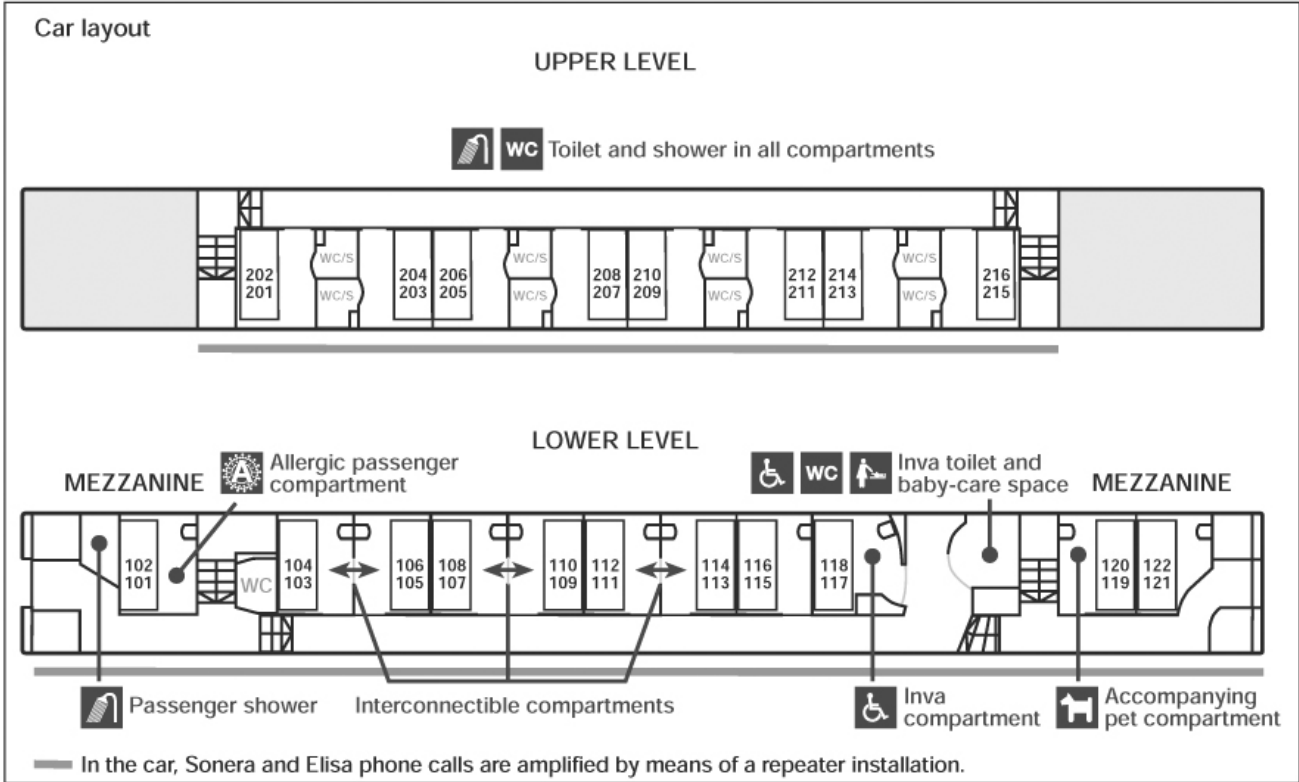 Car layout
UPPER LEVEL
WC Toilet and shower in all compartments
WC/S WC/S WC/S WC/S
202 204 206 208 210 212 214 216
201 203 205 207 209 211 213 215
WC/S WC/S WC/S WC/S
LOWER LEVEL
MEZZANINE
A Allergic passenger
compartment
WC Inva toilet and
baby-care space
MEZZANINE
102 104 106 108 110 112 114 116 118 120 122
101 103 105 107 109 111 113 115 117 119 121
WC
Passenger shower
Interconnectible compartments
Inva
compartment
Accompanying
pet compartment
In the car, Sonera and Elisa phone calls are amplified by means of a repeater installation.